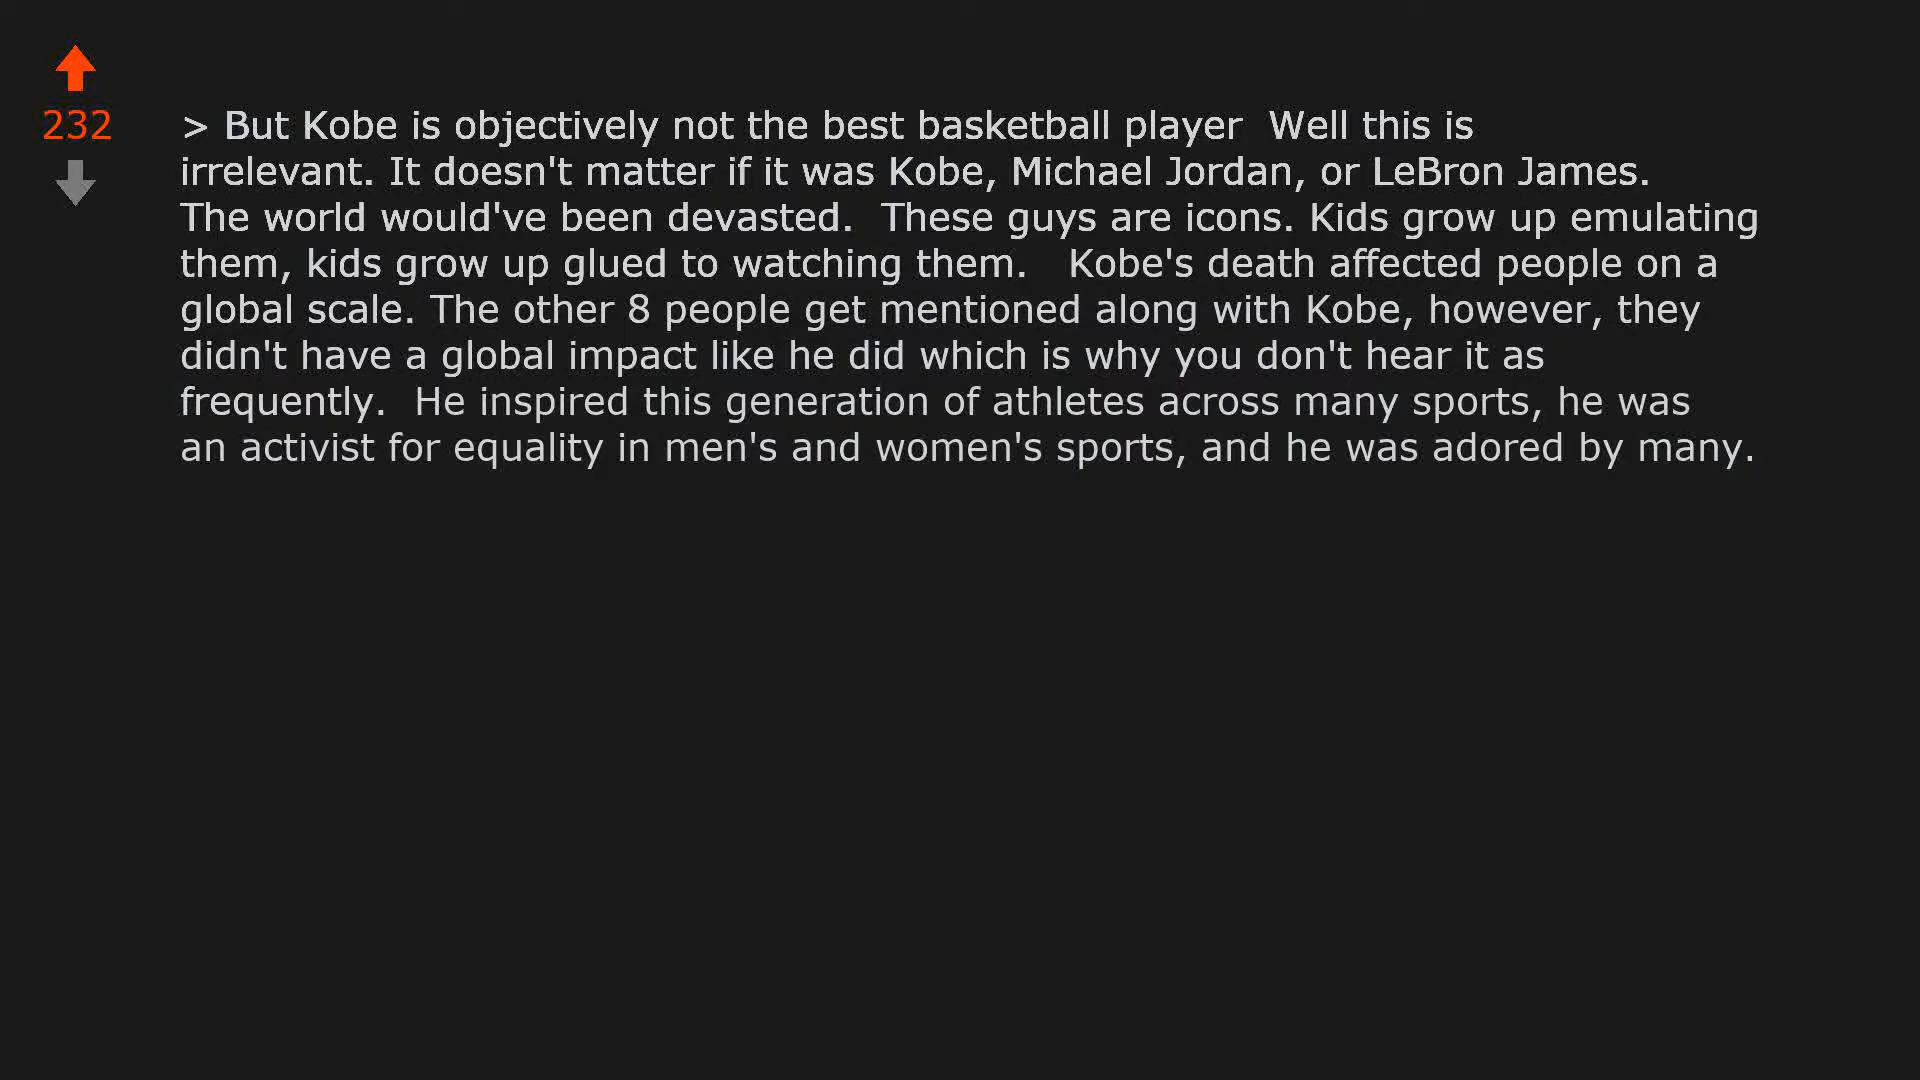 232
> But Kobe is objectively not the best basketball player  Well this is
irrelevant. It doesn't matter if it was Kobe, Michael Jordan, or LeBron James.
The world would've been devasted.  These guys are icons. Kids grow up emulating
them, kids grow up glued to watching them.   Kobe's death affected people on a
global scale. The other 8 people get mentioned along with Kobe, however, they
didn't have a global impact like he did which is why you don't hear it as
frequently.  He inspired this generation of athletes across many sports, he was
an activist for equality in men's and women's sports, and he was adored by many.